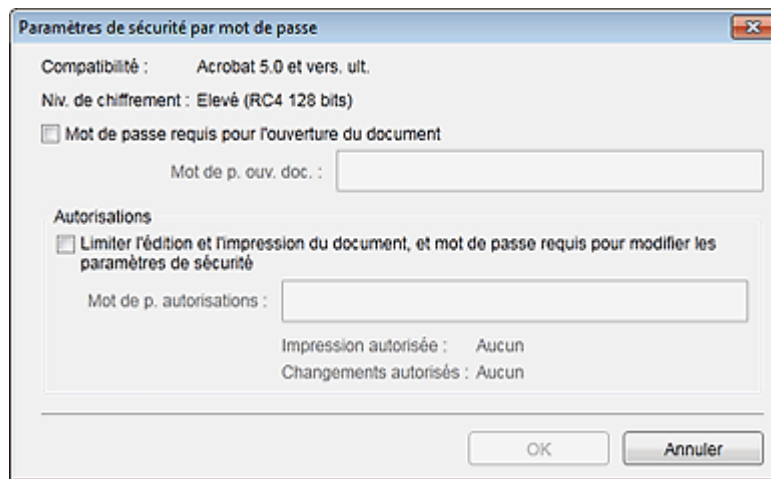 Paramètres de sécurité par mot de passe
Compatibilité : Acrobat 5.0 et vers. ult.
Niv. de chiffrement : Elevé (RC4 128 bits)
Mot de passe requis pour l'ouverture du document
Mot de p. ouv. doc. :
Autorisations
Limiter l'édition et l'impression du document, et mot de passe requis pour modifier les
paramètres de sécurité
Mot de p. autorisations :
Impression autorisée : Aucun
Changements autorisés : Aucun
OK Annuler